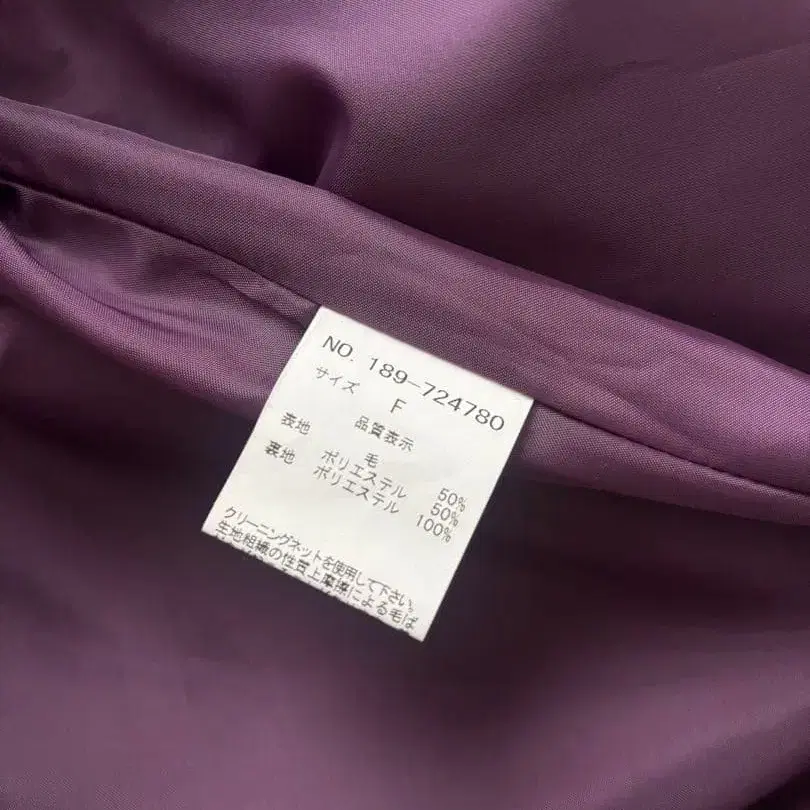 NO. 189-724780
サイズ F
品質表示
表地 毛 50%
ポリエステル 50%
裏地 ポリエステル 100%
クリーニングネットを使用して下さい。
生地組織の性質上摩擦による毛ば